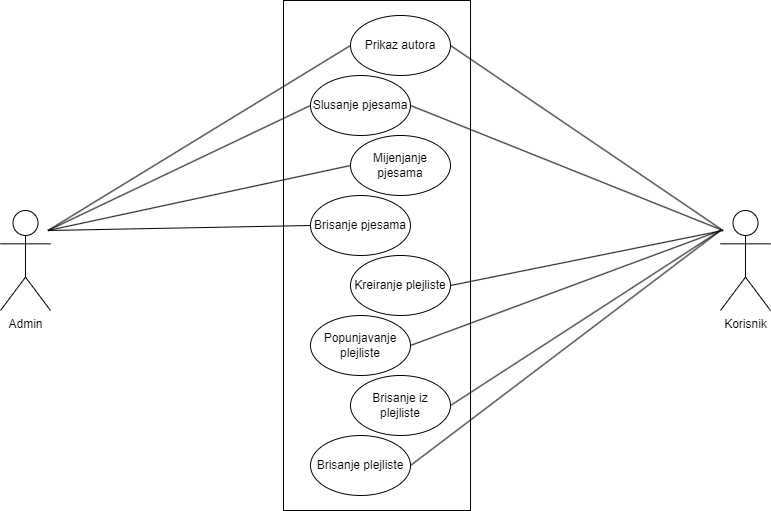 Prikaz autora
Slusanje pjesama
Mijenjanje
pjesama
Brisanje pjesama
Kreiranje plejliste
Popunjavanje
plejliste
Brisanje iz
plejliste
Brisanje plejliste
Admin
Korisnik